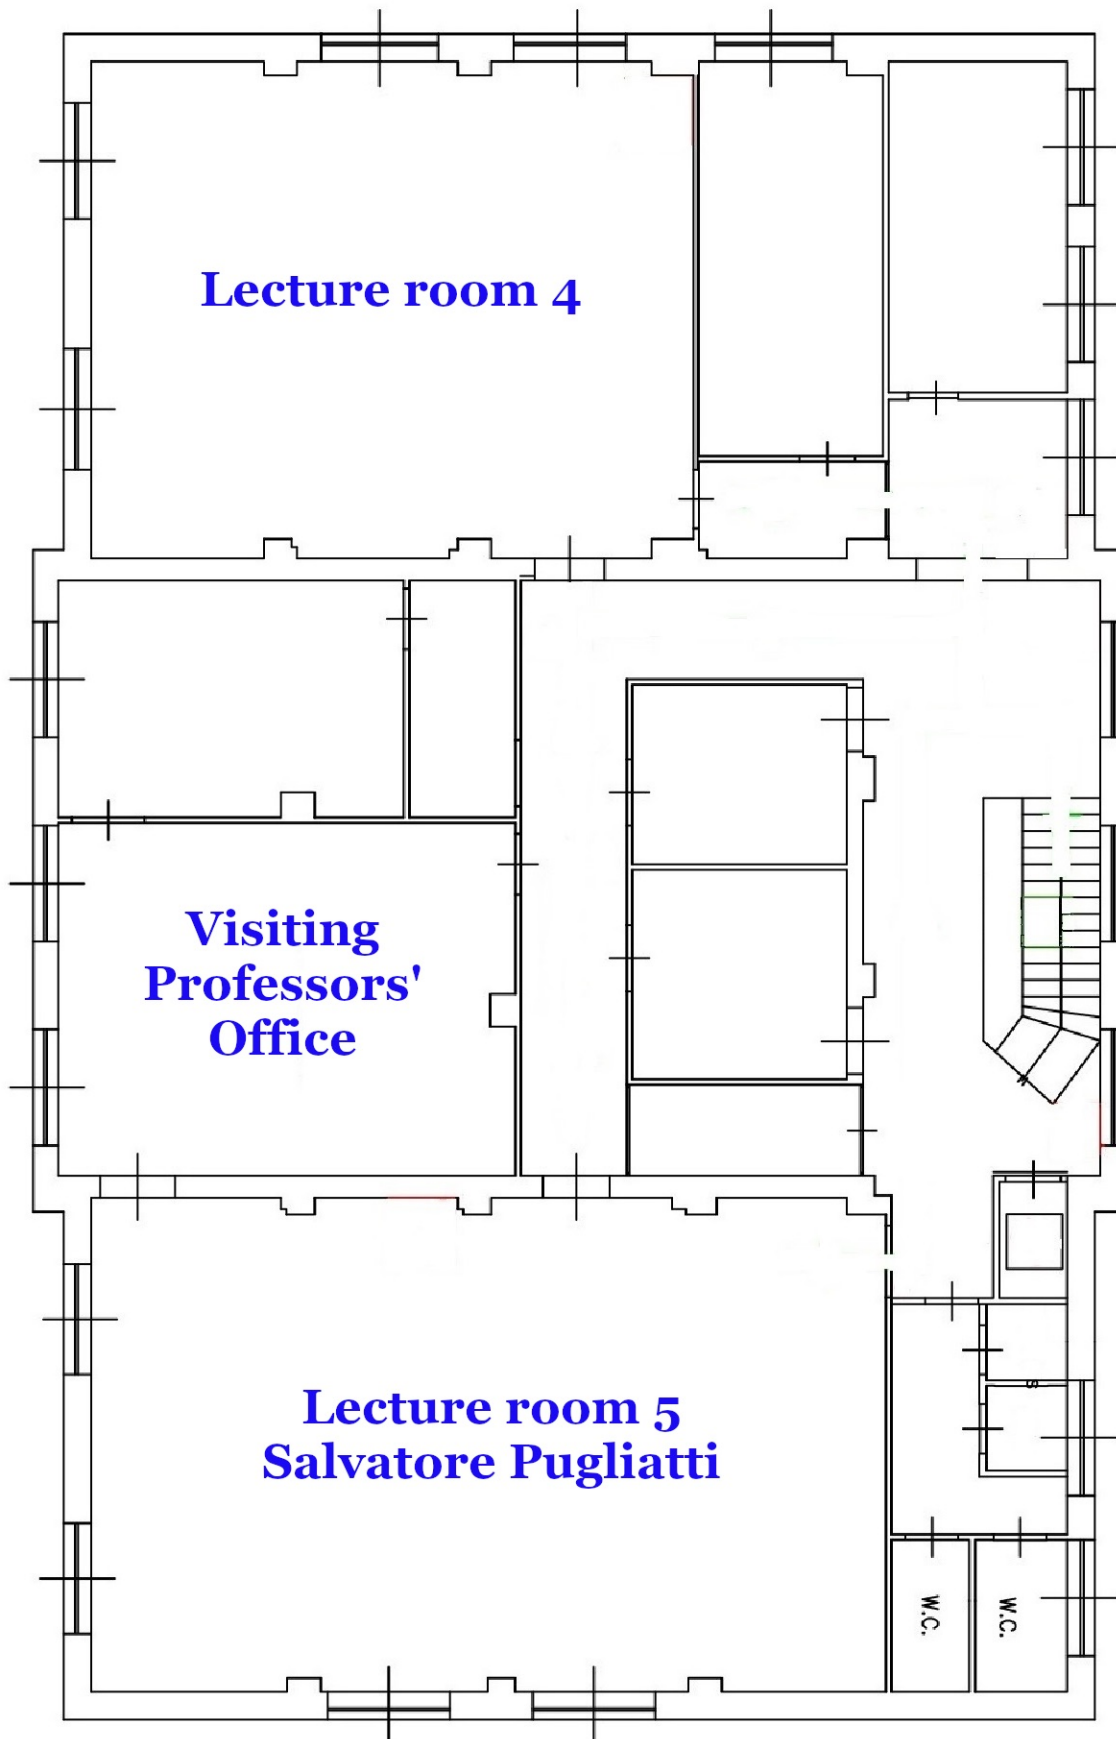 Lecture room 4
Visiting
Professors'
Office
Lecture room 5
Salvatore Pugliatti
S
W.C.
W.C.